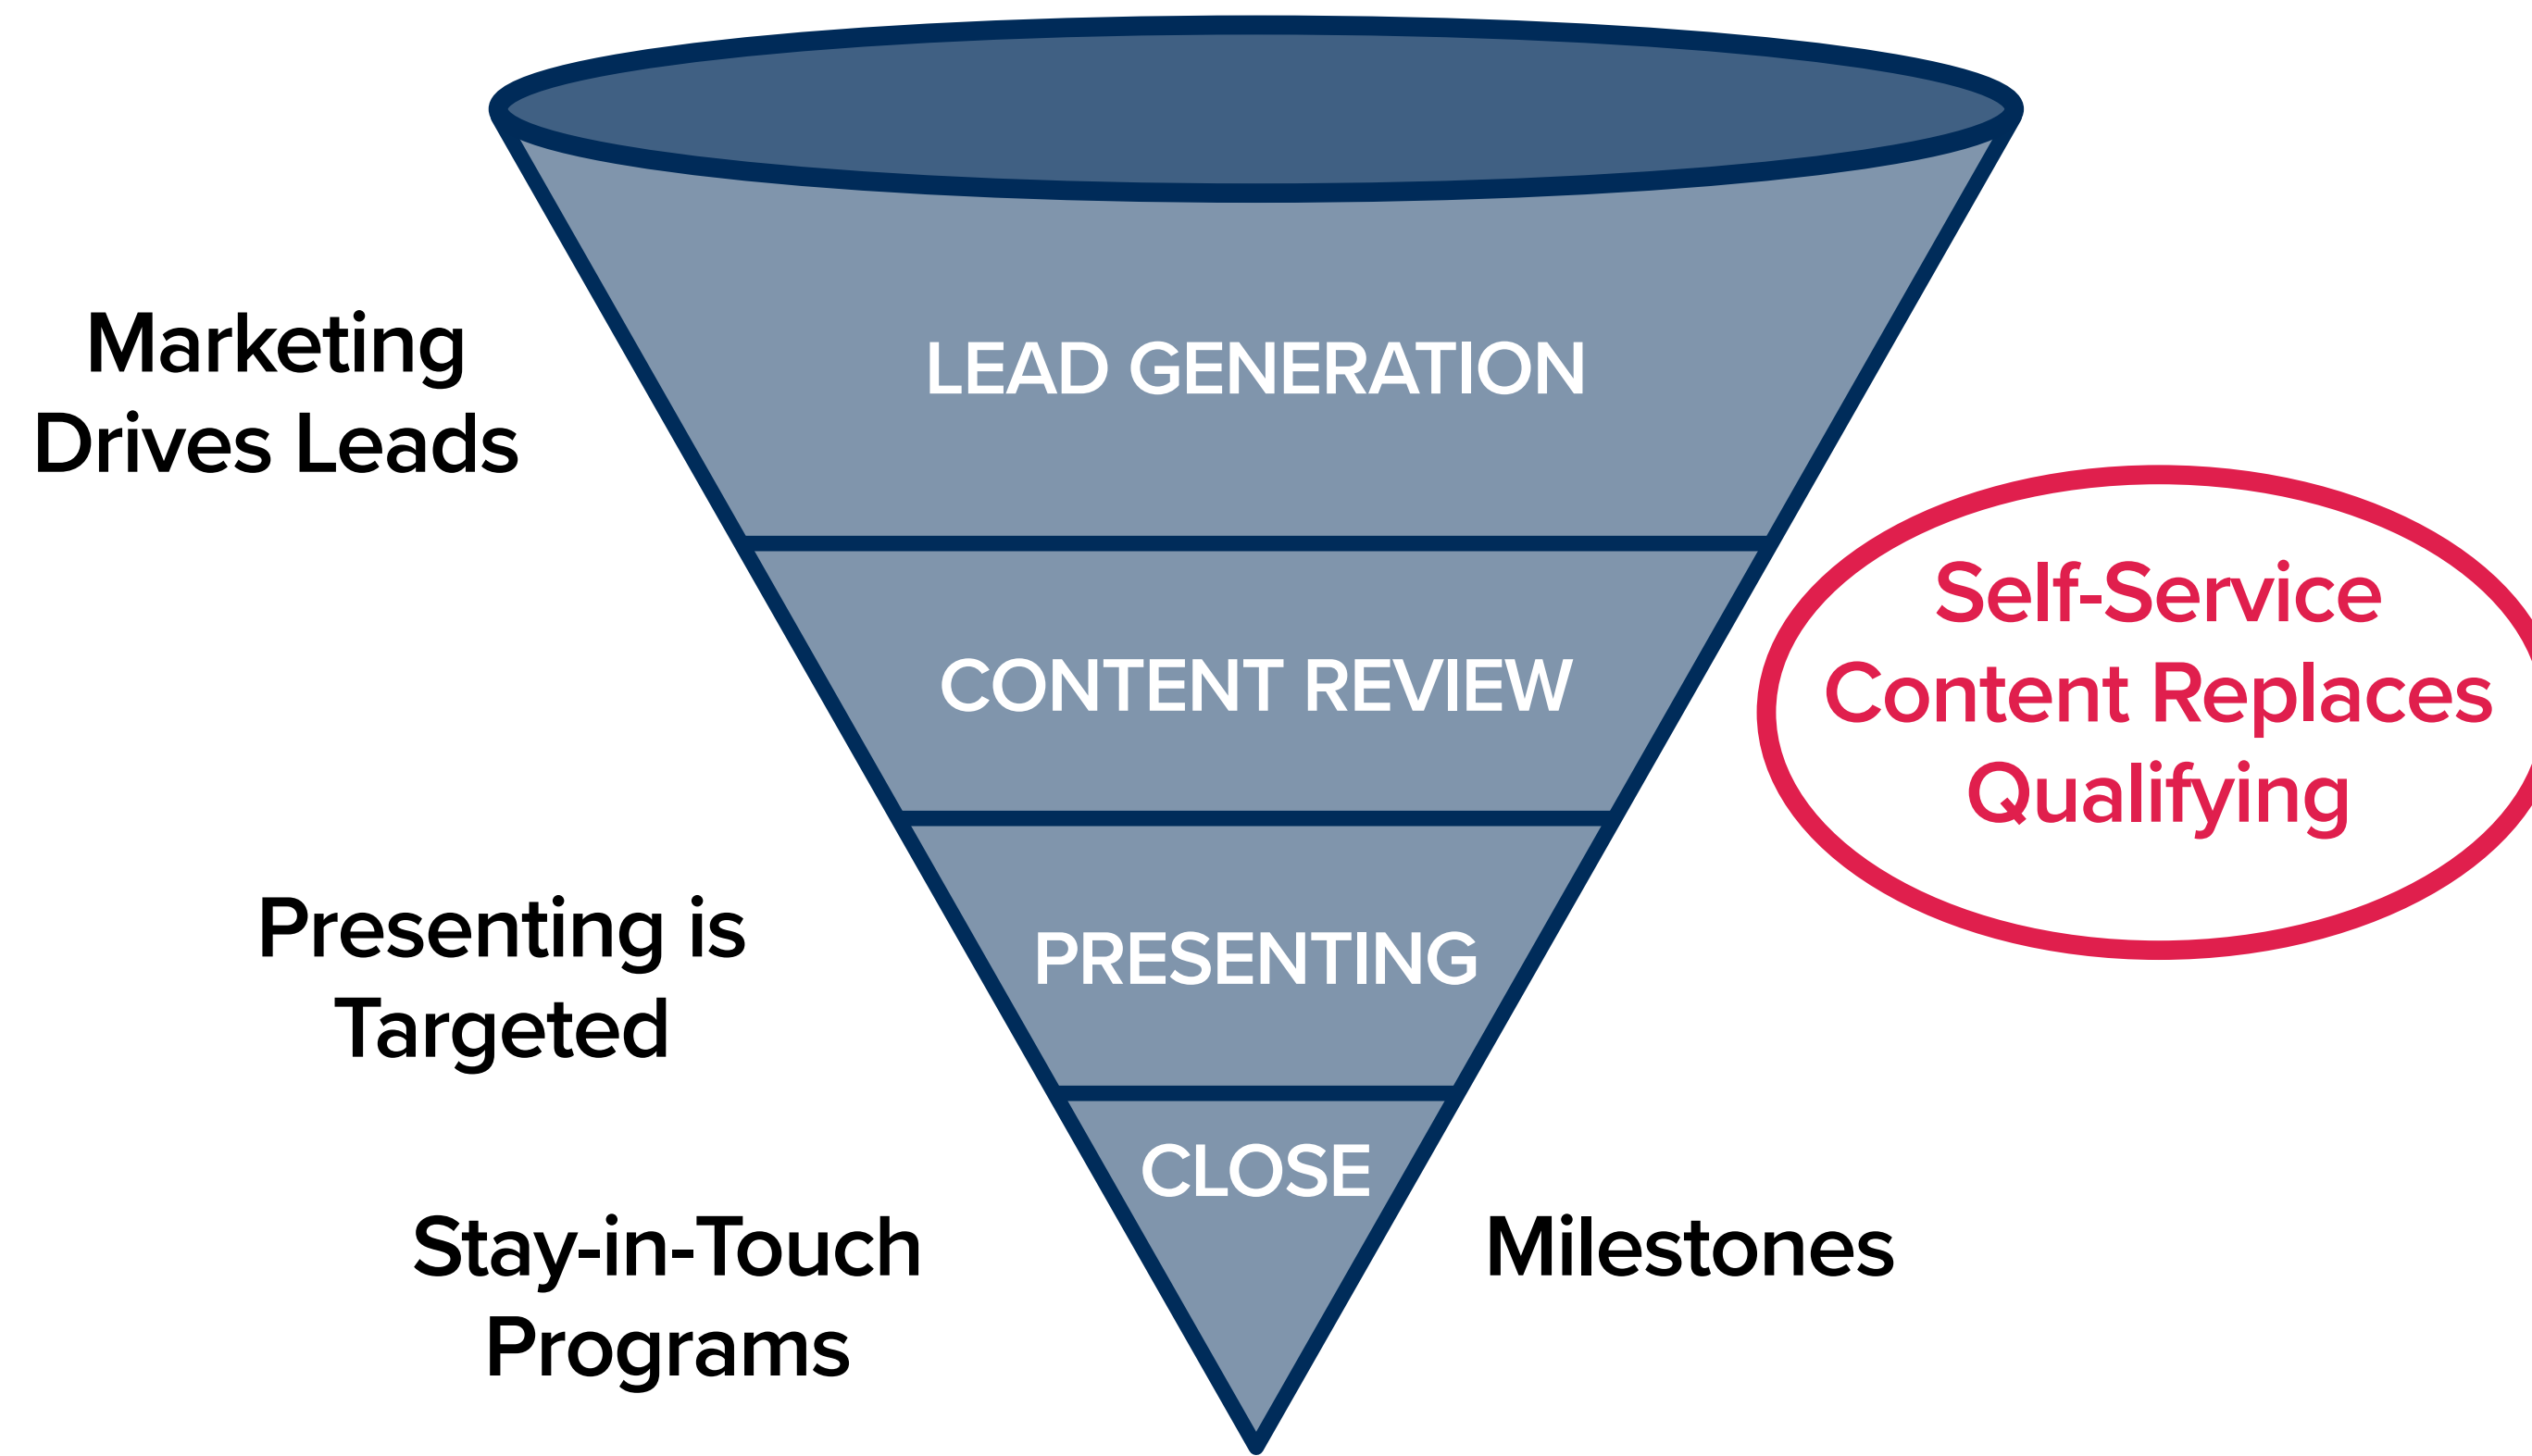 Marketing
Drives Leads
LEAD GENERATION
Self-Service
Content Replaces
Qualifying
CONTENT REVIEW
Presenting is
Targeted
PRESENTING
CLOSE
Stay-in-Touch
Programs
Milestones